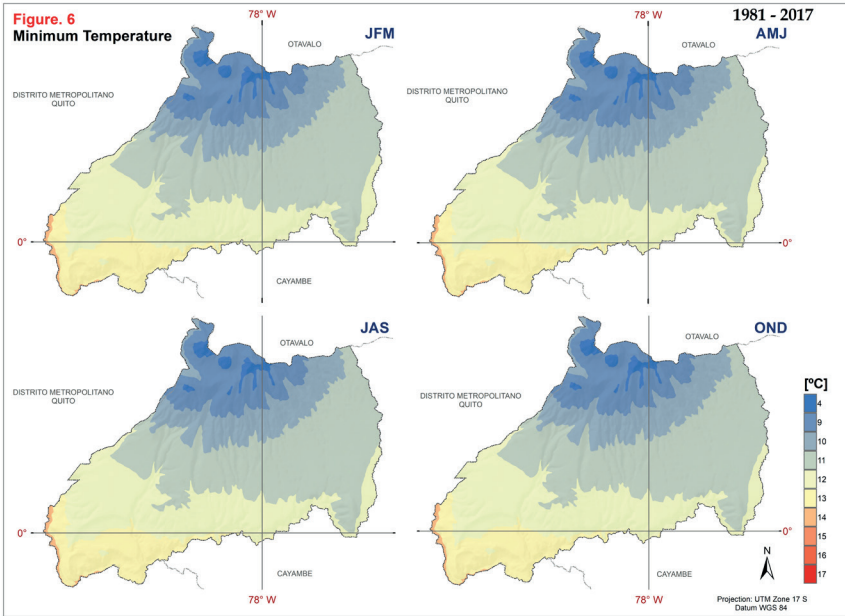 Figure. 6
Minimum Temperature
1981 - 2017
78° W
JFM
OTAVALO
DISTRITO METROPOLITANO
QUITO
0°
CAYAMBE
78° W
AMJ
OTAVALO
DISTRITO METROPOLITANO
QUITO
0°
JAS
OTAVALO
DISTRITO METROPOLITANO
QUITO
0°
CAYAMBE
78° W
OND
OTAVALO
DISTRITO METROPOLITANO
QUITO
0°
CAYAMBE
78° W
[ºC]
4
9
10
11
12
13
14
15
16
17
N
Projection: UTM Zone 17 S
Datum WGS 84